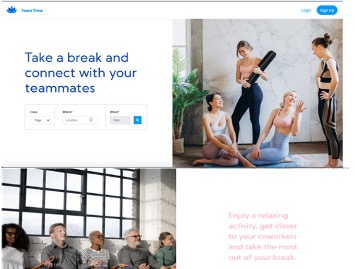 Team Time
Login
Sign Up
Take a break and
connect with your
teammates
Class
Where?
When?
Yoga
Location
Date
Enjoy a relaxing
activity, get closer
to your coworkers
and take the most
out of your break.